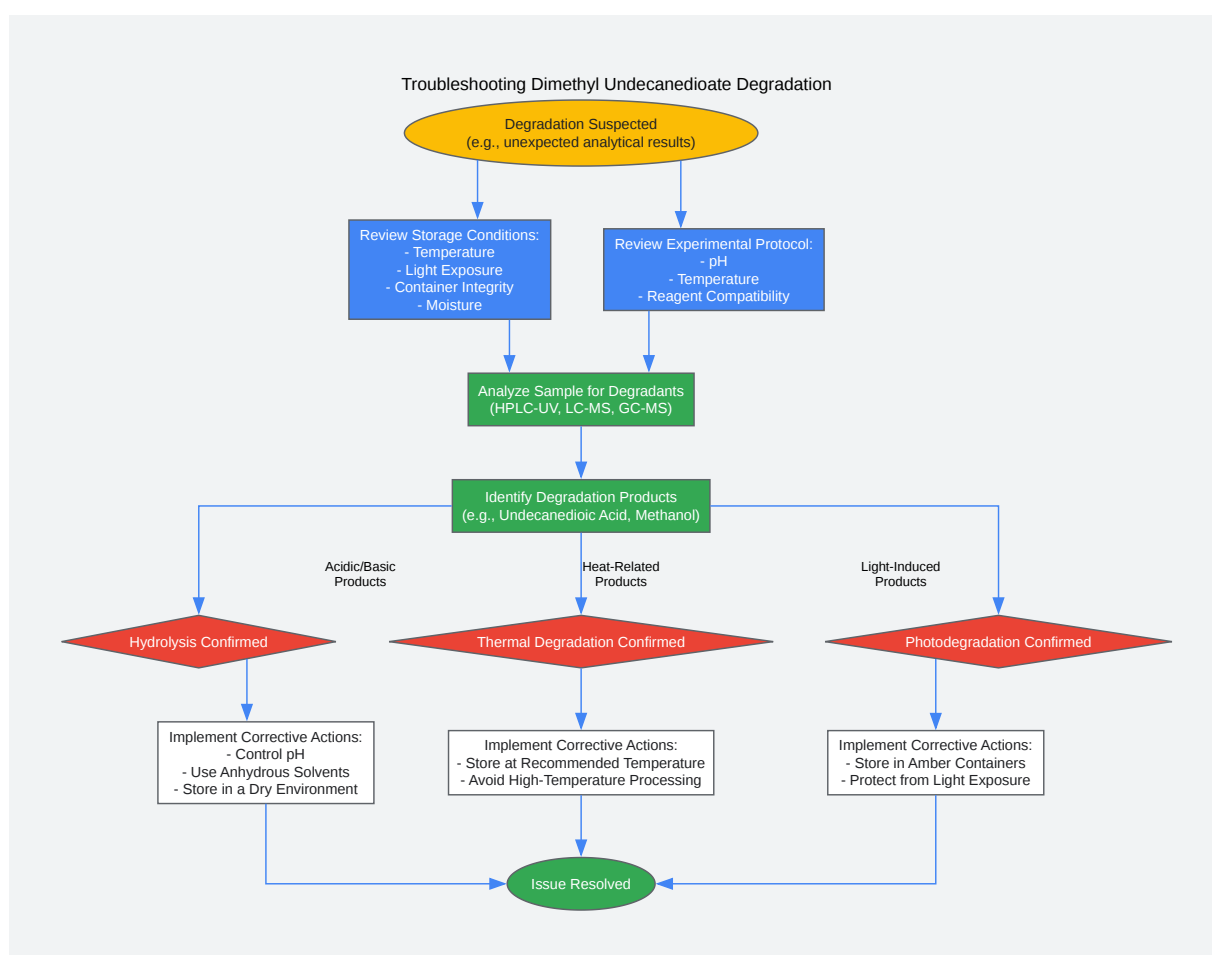 Troubleshooting Dimethyl Undecanedioate Degradation
Degradation Suspected
(e.g., unexpected analytical results)
Review Storage Conditions:
- Temperature
- Light Exposure
- Container Integrity
- Moisture
Review Experimental Protocol:
- pH
- Temperature
- Reagent Compatibility
Analyze Sample for Degradants
(HPLC-UV, LC-MS, GC-MS)
Identify Degradation Products
(e.g., Undecanedioic Acid, Methanol)
Acidic/Basic
Products
Heat-Related
Products
Light-Induced
Products
Hydrolysis Confirmed
Thermal Degradation Confirmed
Photodegradation Confirmed
Implement Corrective Actions:
- Control pH
- Use Anhydrous Solvents
- Store in a Dry Environment
Implement Corrective Actions:
- Store at Recommended Temperature
- Avoid High-Temperature Processing
Implement Corrective Actions:
- Store in Amber Containers
- Protect from Light Exposure
Issue Resolved